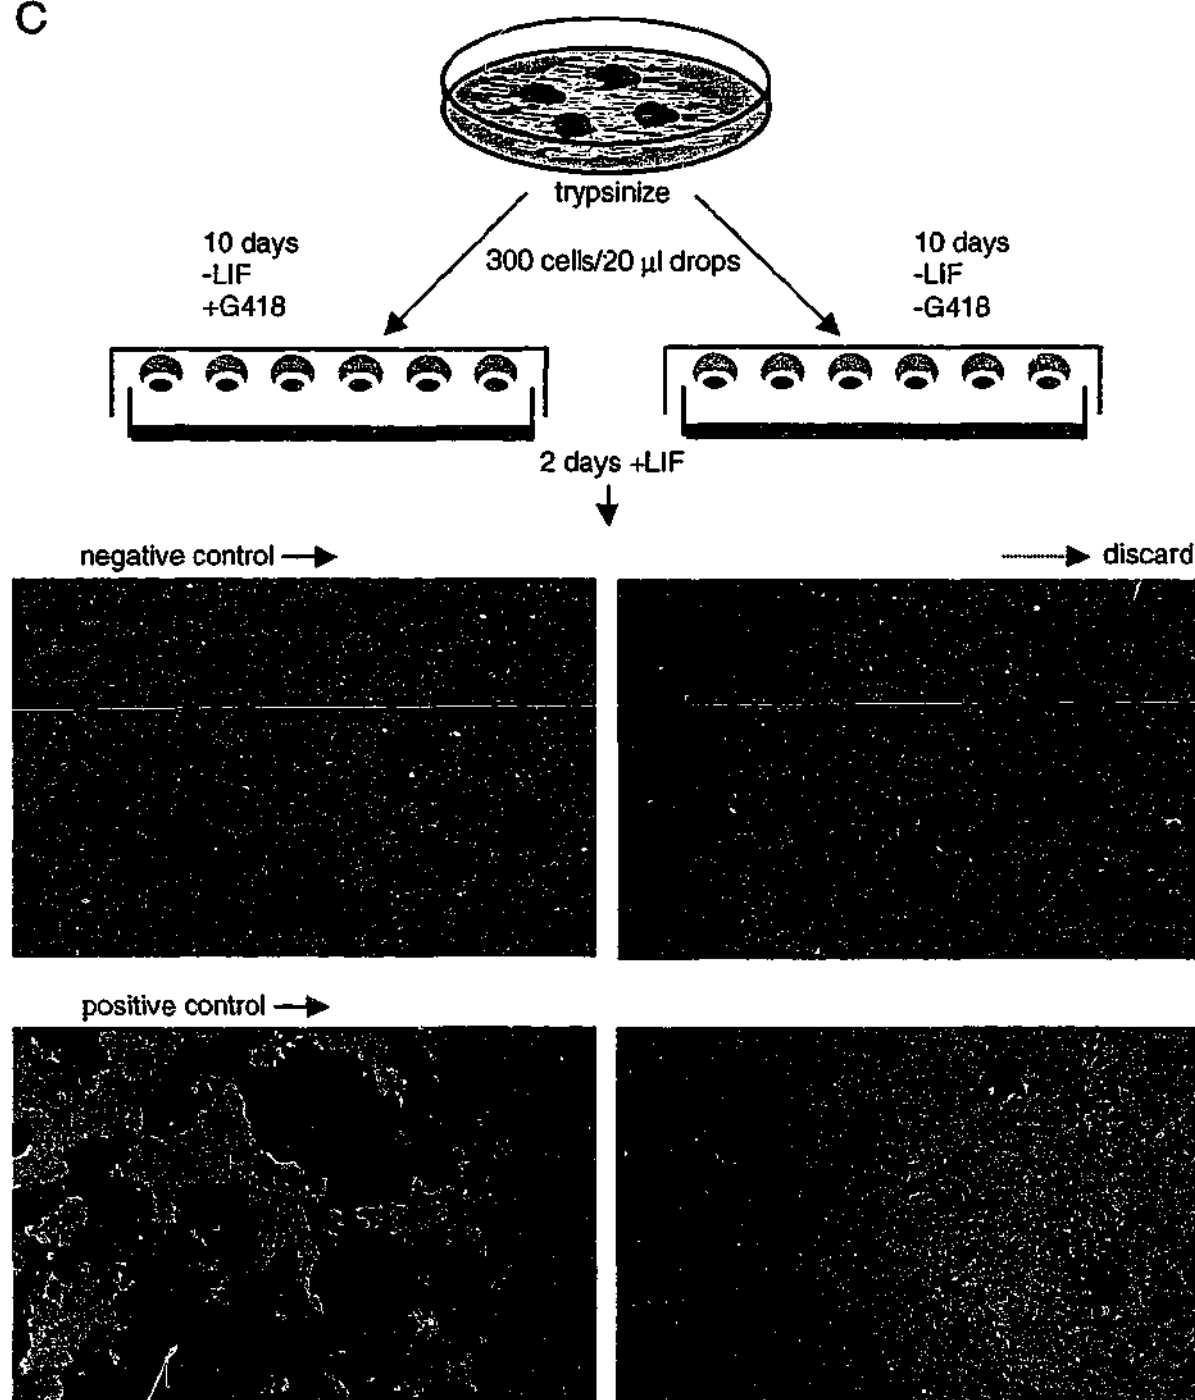 C
trypsinize
10 days
-LIF
+G418
300 cells/20 µl drops
10 days
-LIF
-G418
2 days +LIF
negative control
discard
positive control